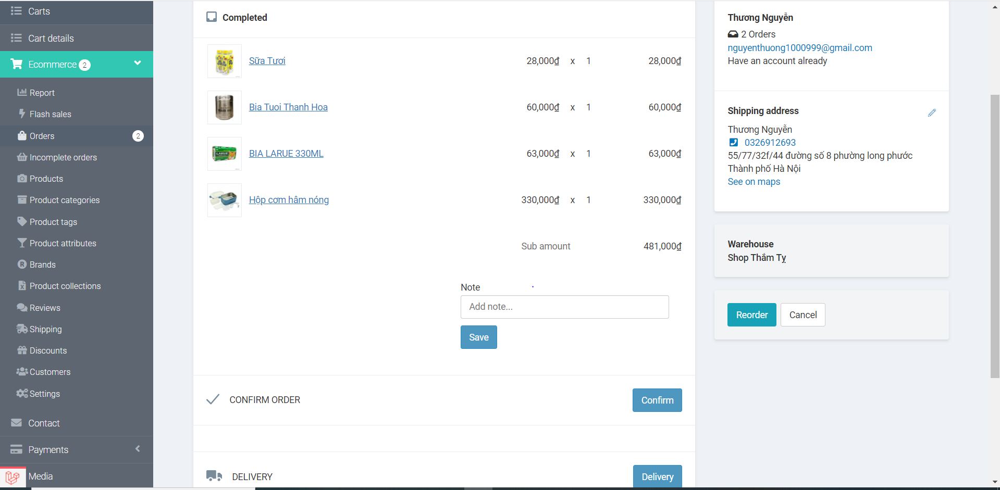 Carts
Cart details
Ecommerce 2
Report
Flash sales
Orders 2
Incomplete orders
Products
Product categories
Product tags
Product attributes
Brands
Product collections
Reviews
Shipping
Discounts
Customers
Settings
Contact
Payments
Media
Completed
Sữa Tươi 28,000₫ x 1 28,000₫
Bia Tuoi Thanh Hoa 60,000₫ x 1 60,000₫
BIA LARUE 330ML 63,000₫ x 1 63,000₫
Hộp cơm hâm nóng 330,000₫ x 1 330,000₫
Sub amount 481,000₫
Note
Add note...
Save
CONFIRM ORDER Confirm
DELIVERY Delivery
Thương Nguyễn
2 Orders
nguyenthuong1000999@gmail.com
Have an account already
Shipping address
Thương Nguyễn
0326912693
55/77/32f/44 đường số 8 phường long phước
Thành phố Hà Nội
See on maps
Warehouse
Shop Thắm Tỵ
Reorder Cancel